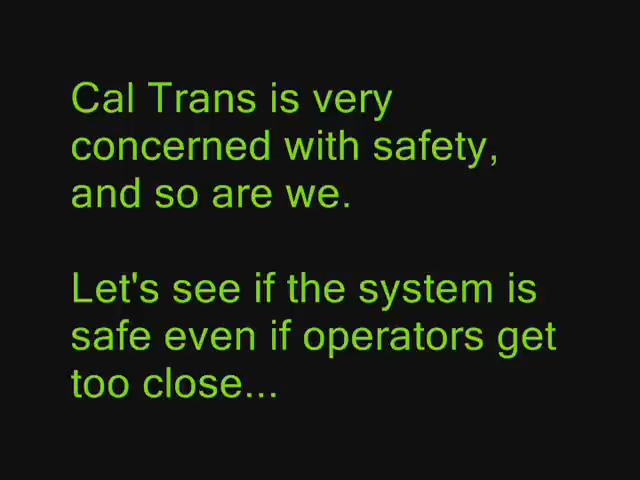 Cal Trans is very
concerned with safety,
and so are we.
Let's see if the system is
safe even if operators get
too close...